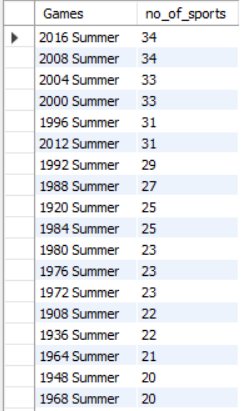 Games no_of_sports
2016 Summer 34
2008 Summer 34
2004 Summer 33
2000 Summer 33
1996 Summer 31
2012 Summer 31
1992 Summer 29
1988 Summer 27
1920 Summer 25
1984 Summer 25
1980 Summer 23
1976 Summer 23
1972 Summer 23
1908 Summer 22
1936 Summer 22
1964 Summer 21
1948 Summer 20
1968 Summer 20